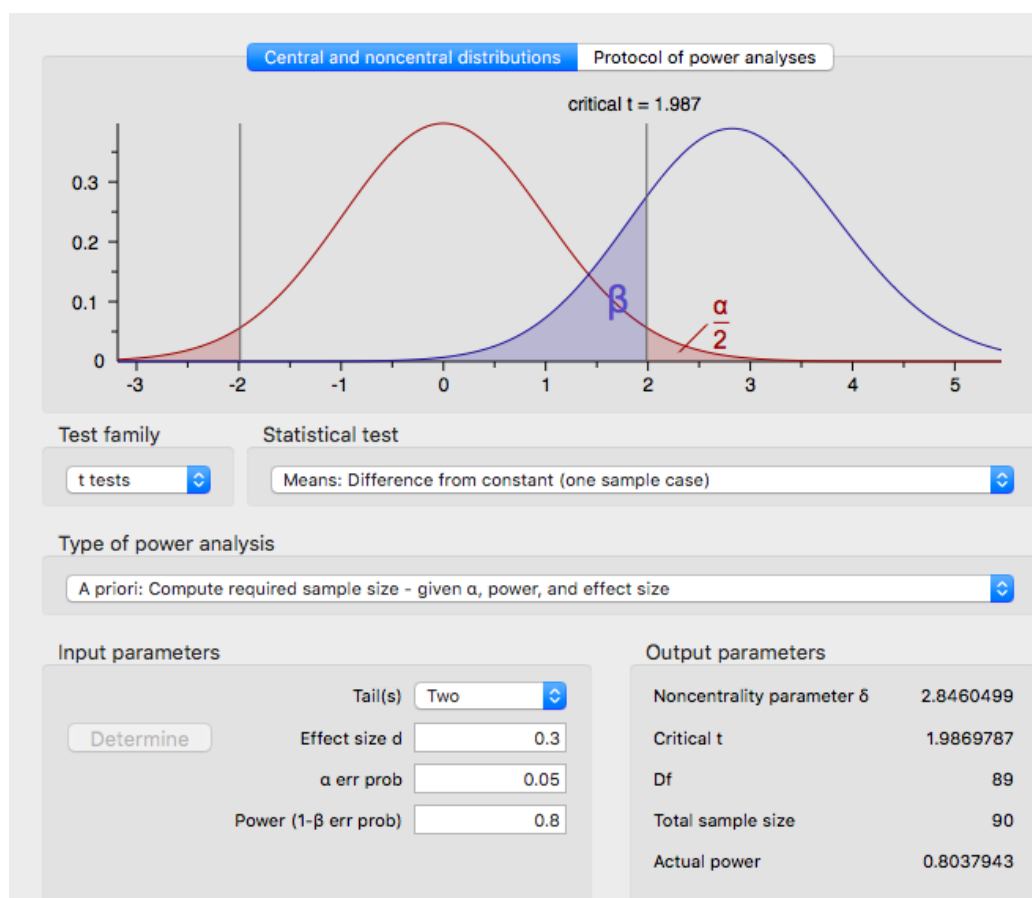 Central and noncentral distributions Protocol of power analyses
critical t = 1.987
0.3
0.2
0.1
0
β
α
2
-3 -2 -1 0 1 2 3 4 5
Test family Statistical test
t tests Means: Difference from constant (one sample case)
Type of power analysis
A priori: Compute required sample size - given α, power, and effect size
Input parameters Output parameters
Tail(s) Two Noncentrality parameter δ 2.8460499
Determine Effect size d 0.3 Critical t 1.9869787
α err prob 0.05 Df 89
Power (1-β err prob) 0.8 Total sample size 90
Actual power 0.8037943